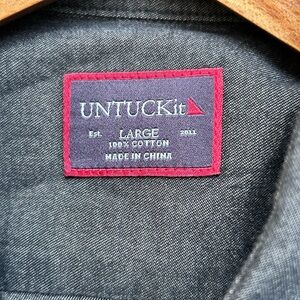 UNTUCKit
Est. LARGE 2011
100% COTTON
MADE IN CHINA